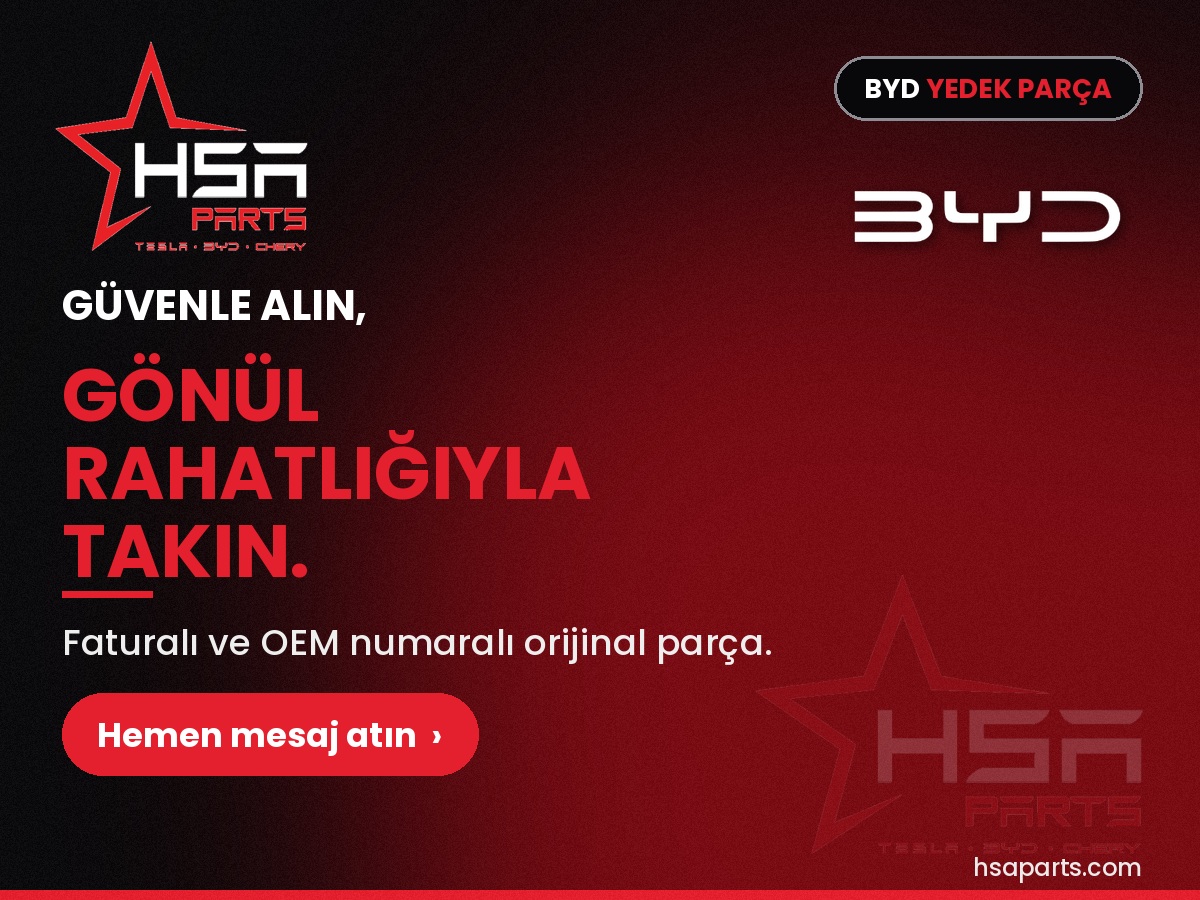 HSA
PARTS
TESLA • BYD • CHERY
BYD YEDEK PARÇA
BYD
GÜVENLE ALIN,
GÖNÜL
RAHATLIĞIYLA
TAKIN.
Faturalı ve OEM numaralı orijinal parça.
Hemen mesaj atın ›
HSA
PARTS
TESLA • BYD • CHERY
hsaparts.com